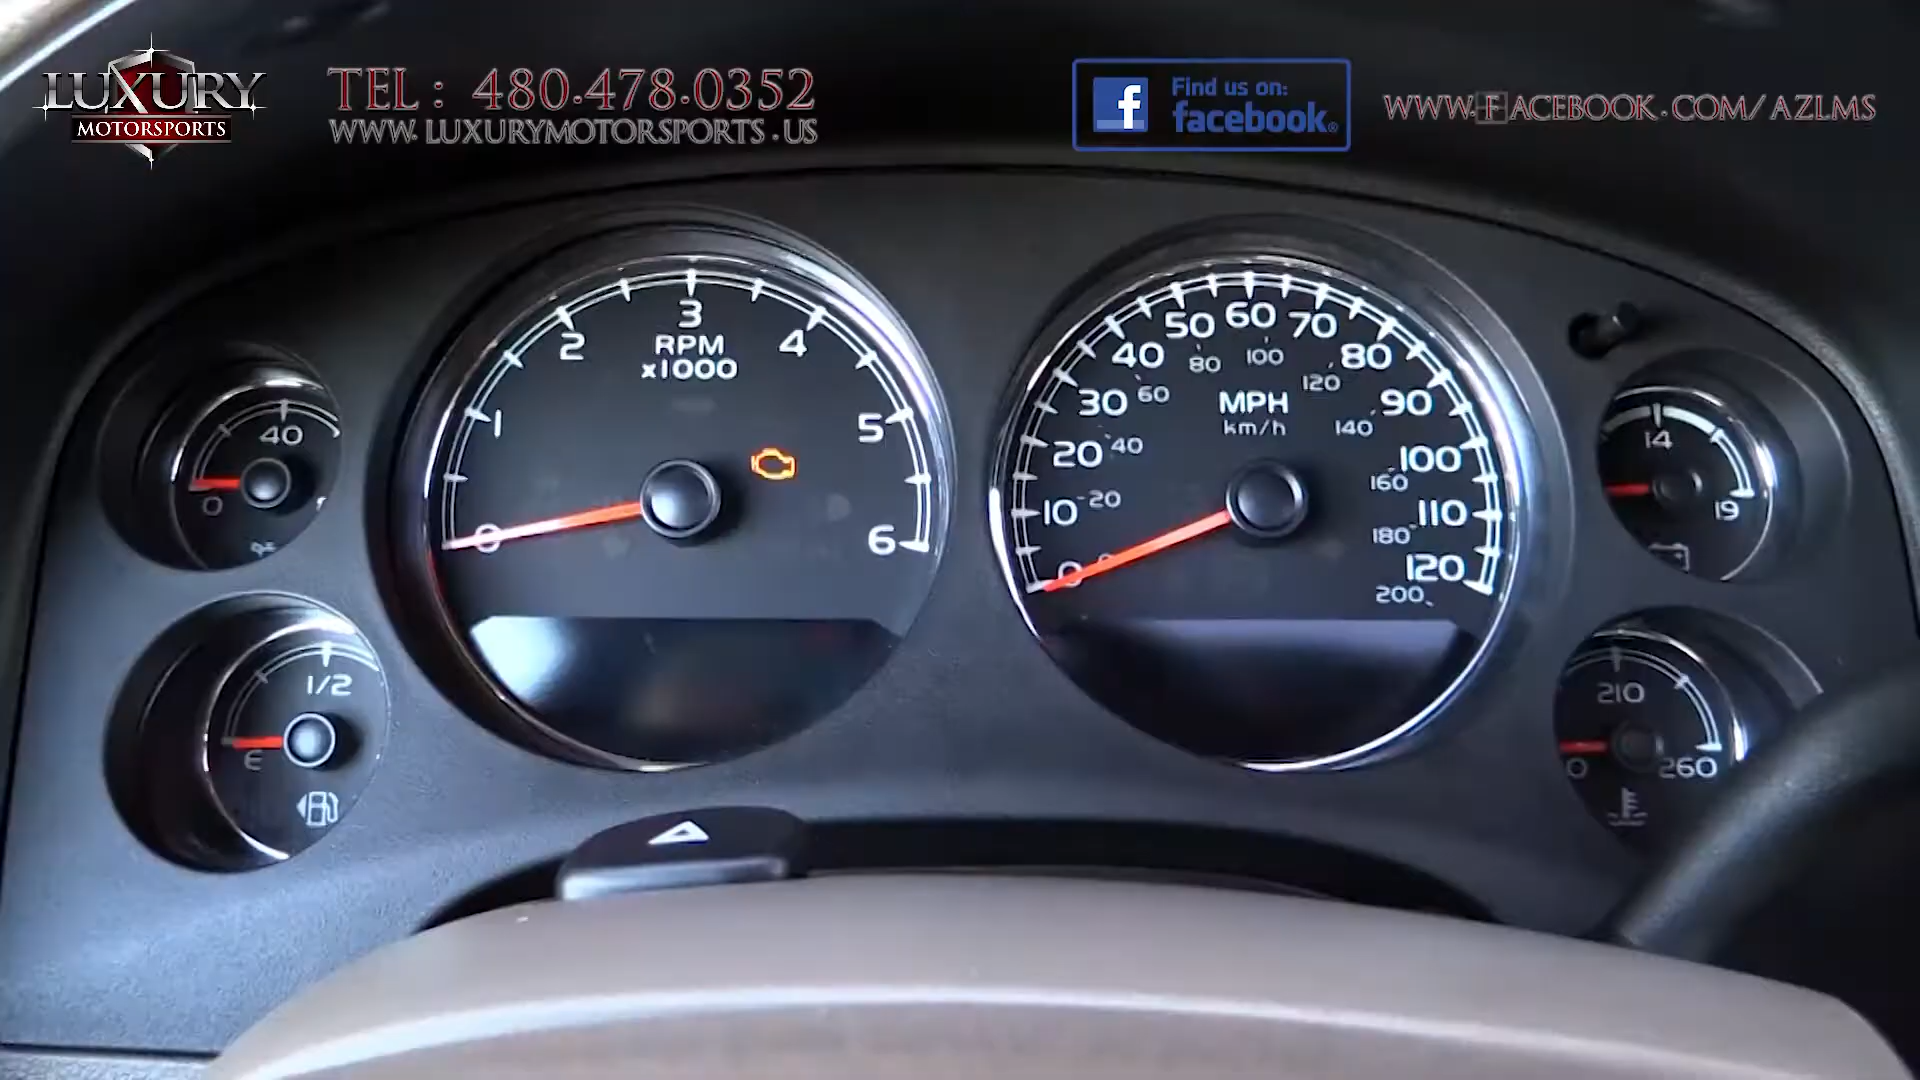 LUXURY
MOTORSPORTS
TEL: 480.478.0352
WWW.LUXURYMOTORSPORTS.US
f
Find us on:
facebook®
WWW.FACEBOOK.COM/AZLMS
40
0
1/2
E
0
1
2
3
4
5
6
RPM
x1000
0
10
20
30
40
50
60
70
80
90
100
110
120
0
20
40
60
80
100
120
140
160
180
200
MPH
km/h
14
19
210
260